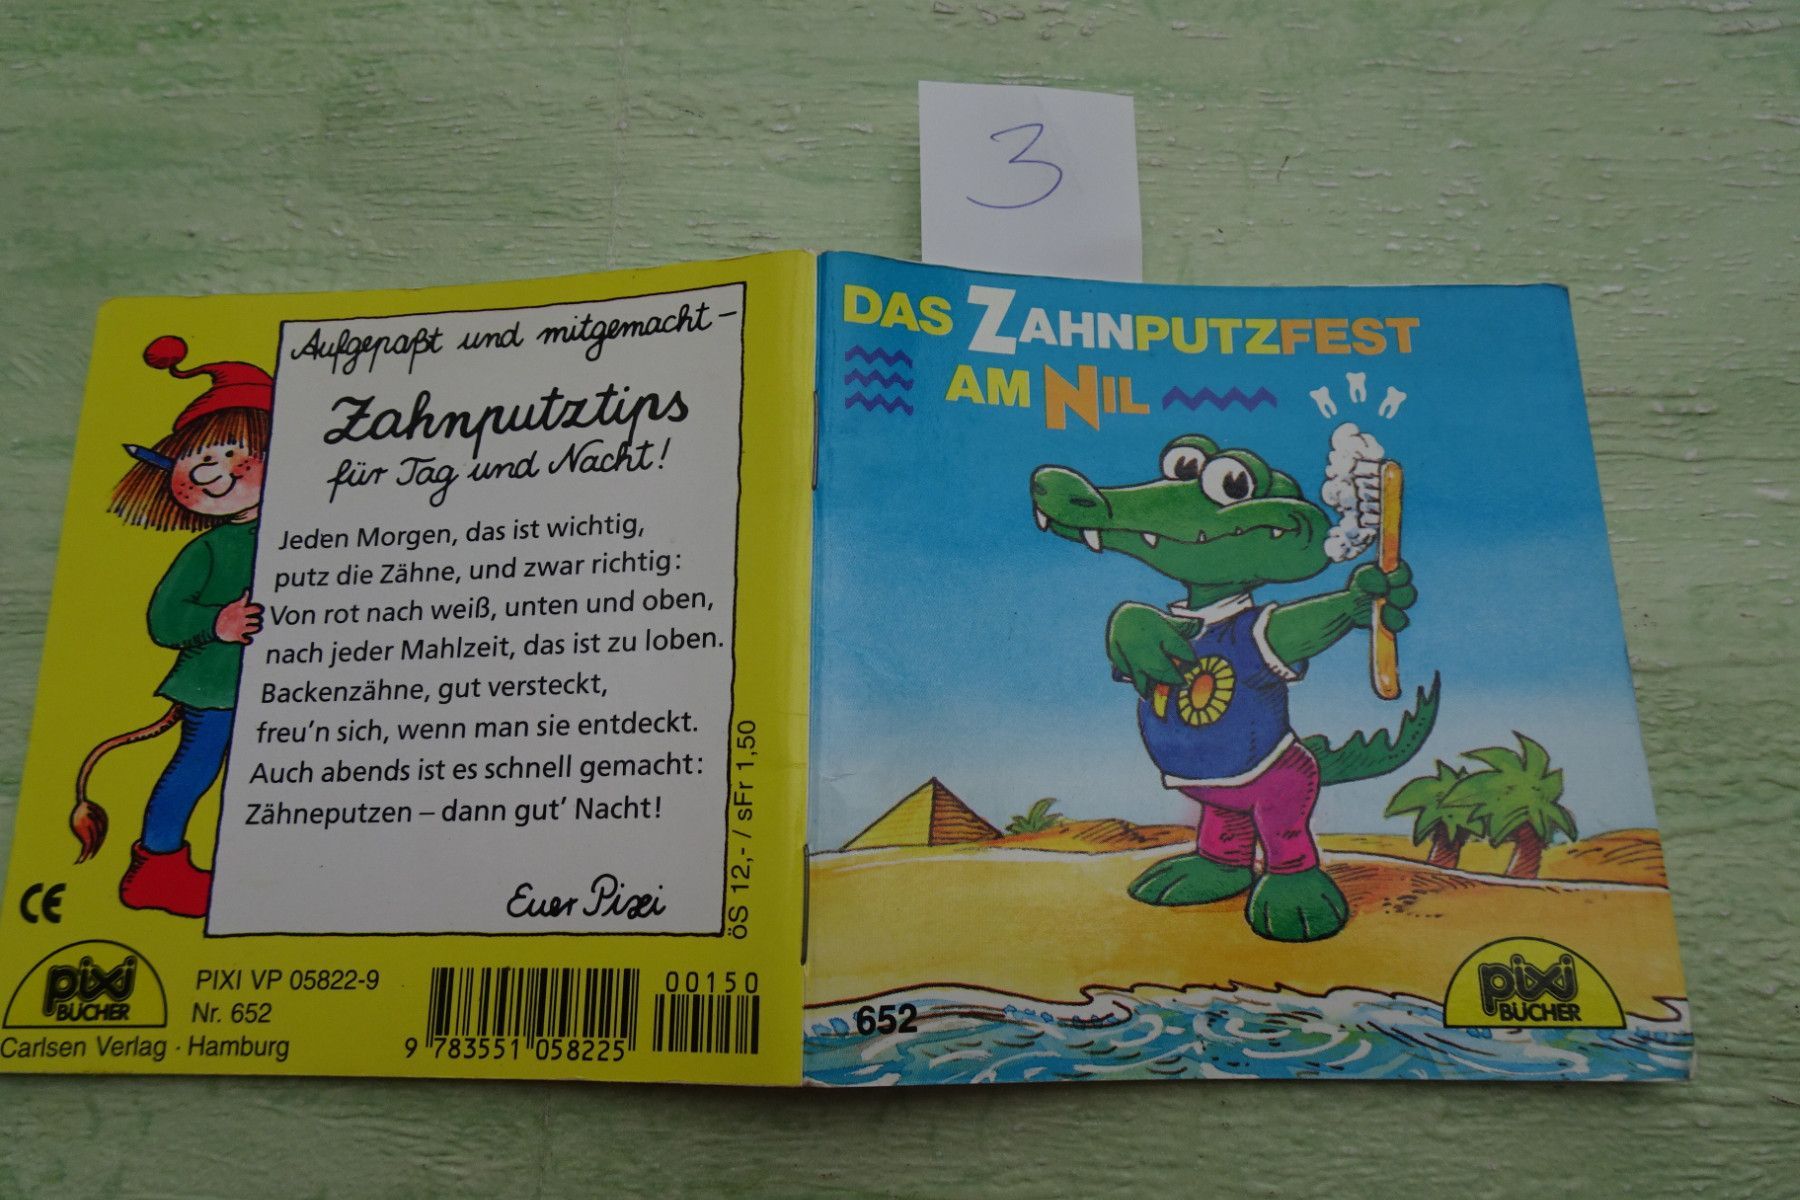 3
Aufgepaßt und mitgemacht –
Zahnputztips
für Tag und Nacht!
Jeden Morgen, das ist wichtig,
putz die Zähne, und zwar richtig:
Von rot nach weiß, unten und oben,
nach jeder Mahlzeit, das ist zu loben.
Backenzähne, gut versteckt,
freu'n sich, wenn man sie entdeckt.
Auch abends ist es schnell gemacht:
Zähneputzen – dann gut' Nacht!
Euer Pixi
öS 12,- / sFr 1,50
CE
pixi
BÜCHER
PIXI VP 05822-9
Nr. 652
Carlsen Verlag · Hamburg
00150
9 783551 058225
DAS ZAHNPUTZFEST
AM NIL
652
pixi
BÜCHER